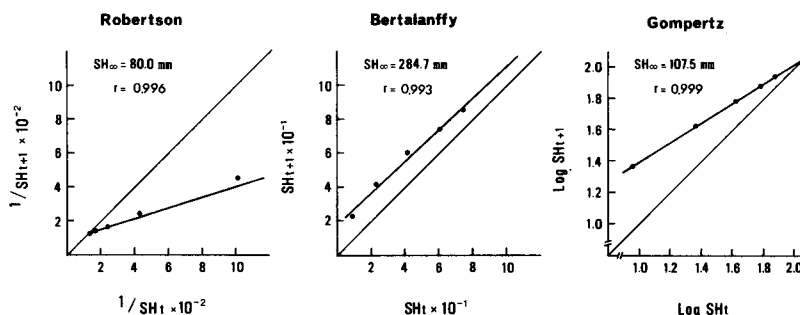 Robertson
SH∞ = 80.0 mm
r = 0.996
10
8
6
4
2
2 4 6 8 10
1/SHt+1 × 10⁻²
1/SHt × 10⁻²
Bertalanffy
SH∞ = 284.7 mm
r = 0.993
10
8
6
4
2
2 4 6 8 10
SHt+1 × 10⁻¹
SHt × 10⁻¹
Gompertz
SH∞ = 107.5 mm
r = 0.999
2.0
1.8
1.6
1.4
1.2
1.0
1.0 1.2 1.4 1.6 1.8 2.0
Log SHt+1
Log SHt